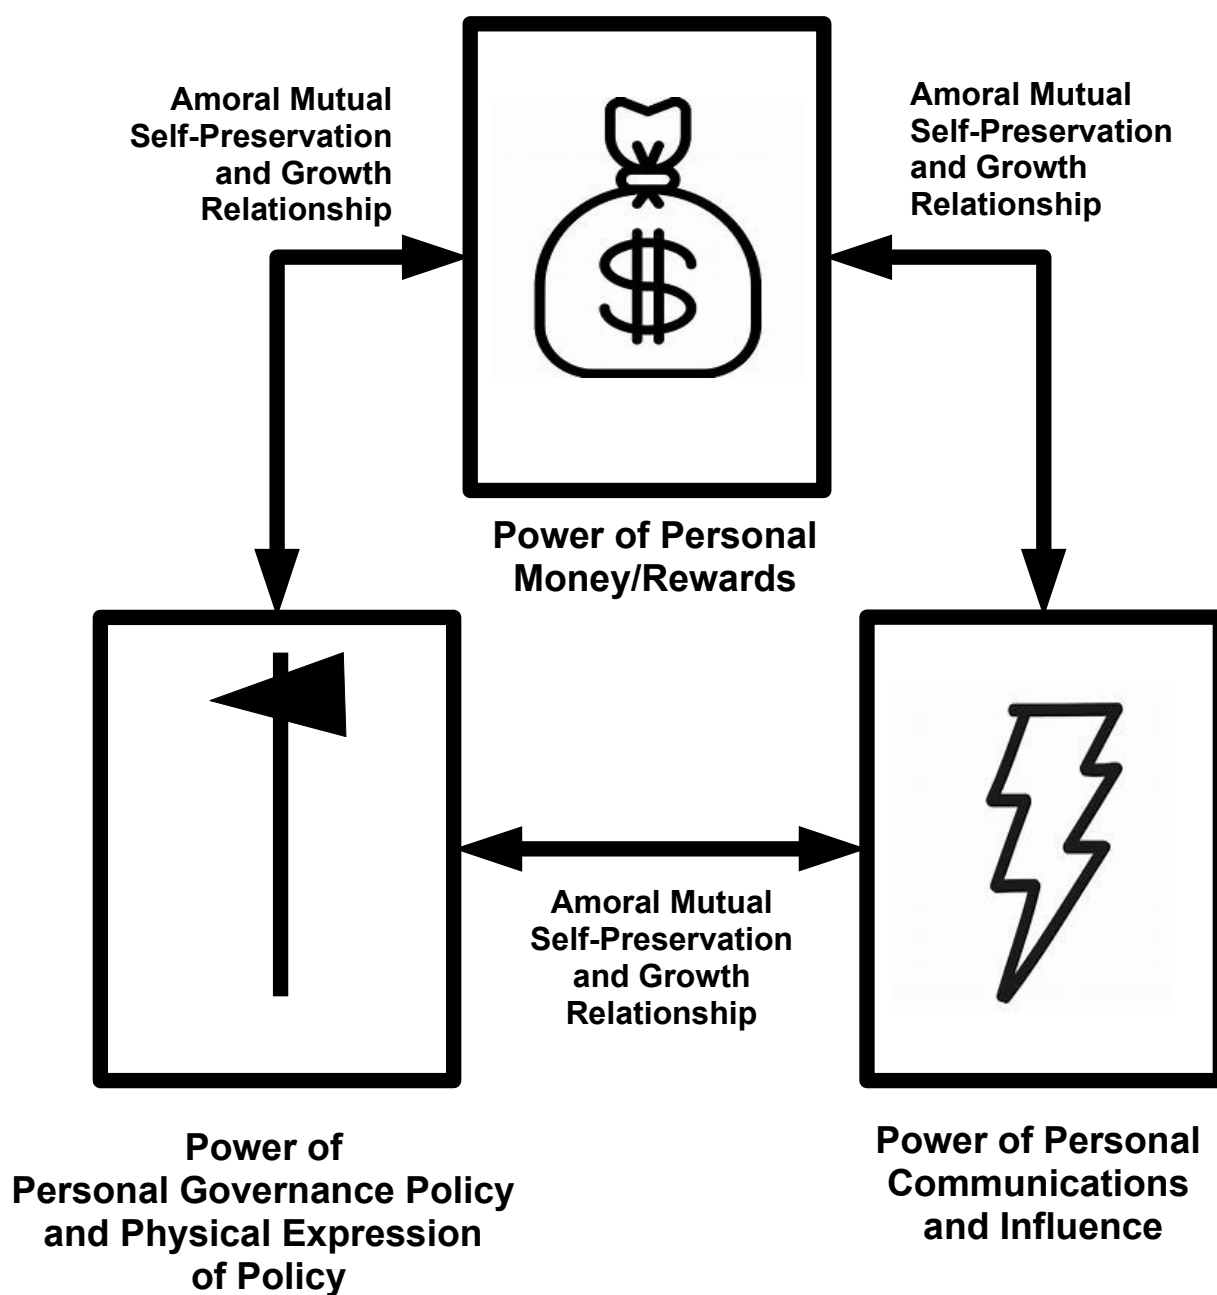 Amoral Mutual
Self-Preservation
and Growth
Relationship
Amoral Mutual
Self-Preservation
and Growth
Relationship
$
Power of Personal
Money/Rewards
Amoral Mutual
Self-Preservation
and Growth
Relationship
Power of
Personal Governance Policy
and Physical Expression
of Policy
Power of Personal
Communications
and Influence